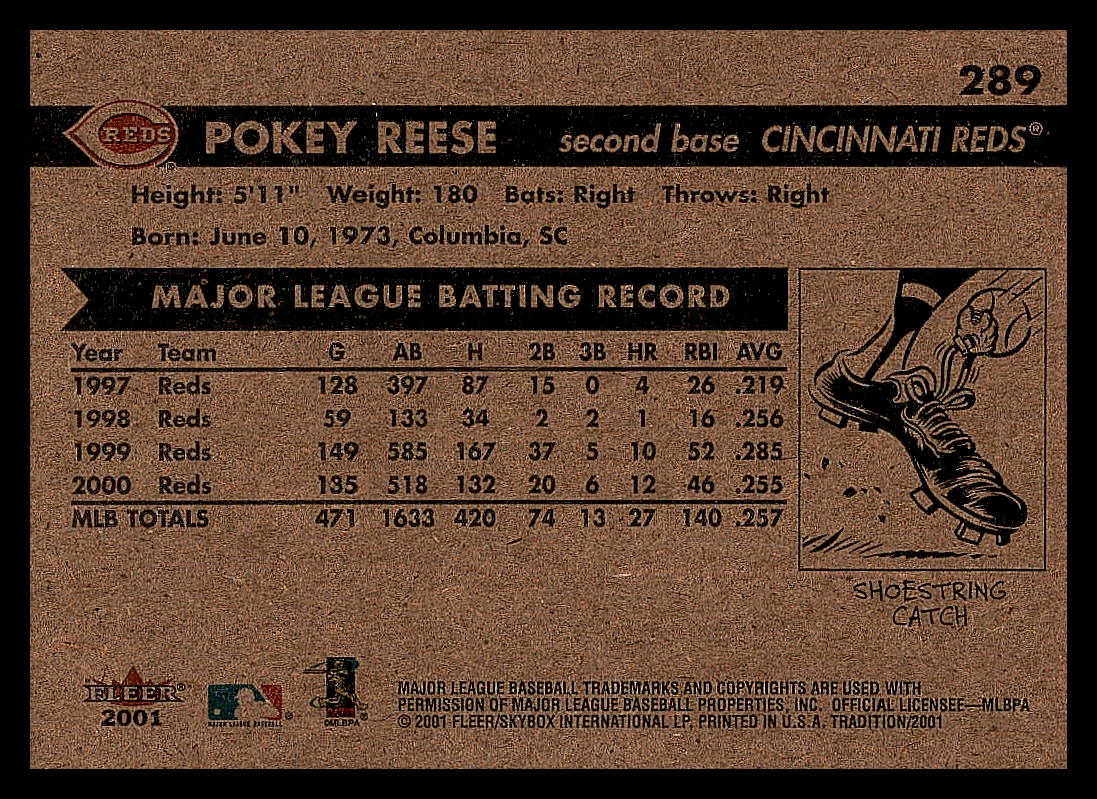 289
REDS POKEY REESE second base CINCINNATI REDS®
Height: 5'11" Weight: 180 Bats: Right Throws: Right
Born: June 10, 1973, Columbia, SC
MAJOR LEAGUE BATTING RECORD
Year Team G AB H 2B 3B HR RBI AVG
1997 Reds 128 397 87 15 0 4 26 .219
1998 Reds 59 133 34 2 2 1 16 .256
1999 Reds 149 585 167 37 5 10 52 .285
2000 Reds 135 518 132 20 6 12 46 .255
MLB TOTALS 471 1633 420 74 13 27 140 .257
SHOESTRING
CATCH
FLEER®
2001
MAJOR LEAGUE BASEBALL®
©MLBPA®
MAJOR LEAGUE BASEBALL TRADEMARKS AND COPYRIGHTS ARE USED WITH
PERMISSION OF MAJOR LEAGUE BASEBALL PROPERTIES, INC. OFFICIAL LICENSEE—MLBPA
© 2001 FLEER/SKYBOX INTERNATIONAL LP. PRINTED IN U.S.A. TRADITION/2001